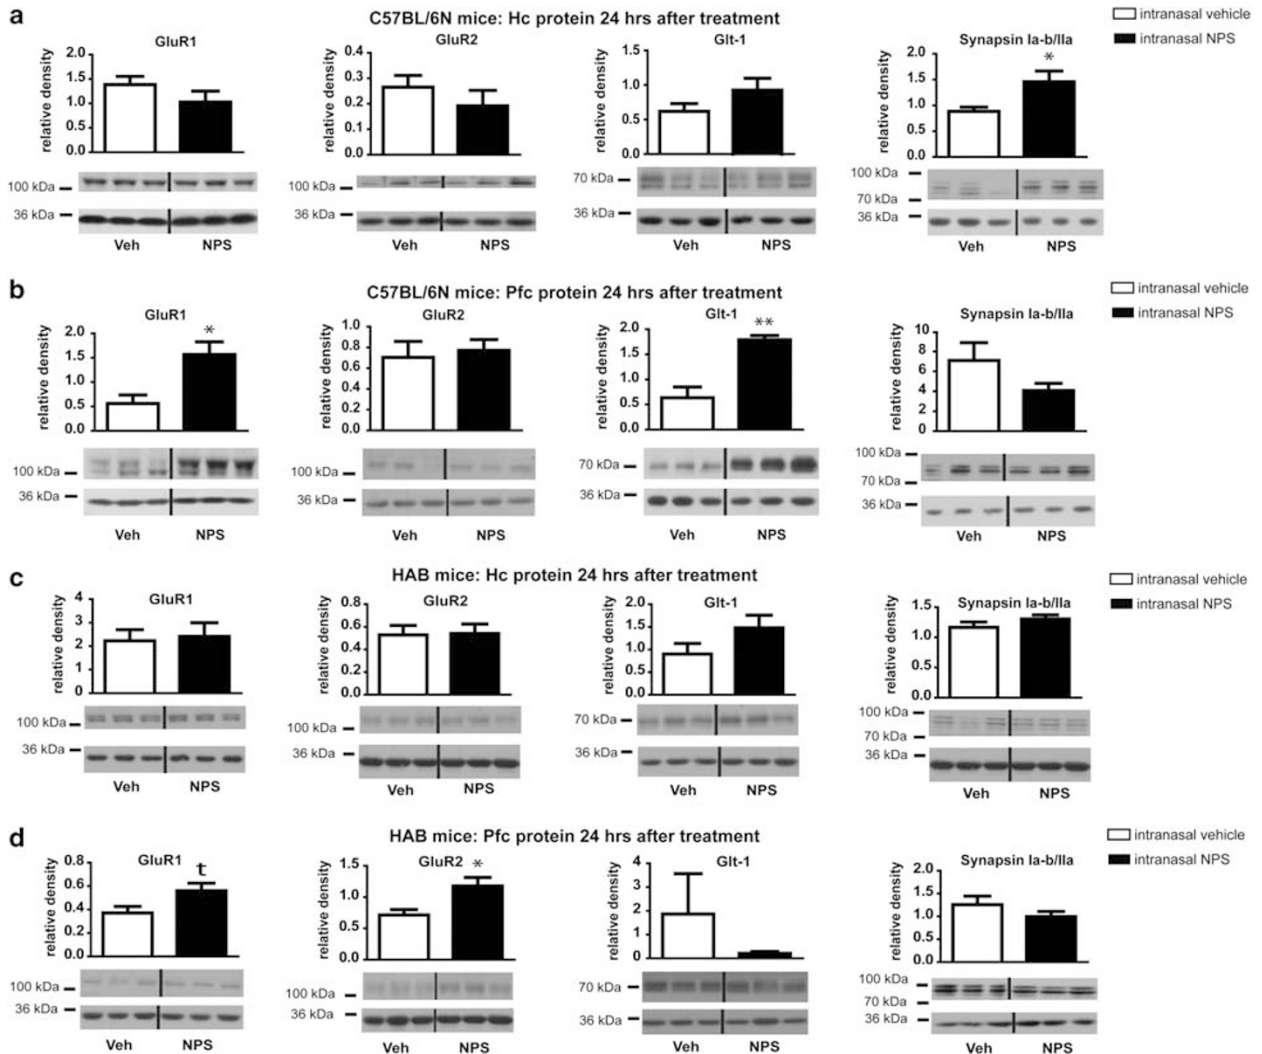 a
C57BL/6N mice: Hc protein 24 hrs after treatment
intranasal vehicle
intranasal NPS
GluR1
relative density
2.0
1.5
1.0
0.5
0.0
100 kDa
36 kDa
Veh NPS
GluR2
relative density
0.4
0.3
0.2
0.1
0.0
100 kDa
36 kDa
Veh NPS
Glt-1
relative density
1.5
1.0
0.5
0.0
70 kDa
36 kDa
Veh NPS
Synapsin Ia-b/IIa
*
relative density
2.0
1.5
1.0
0.5
0.0
100 kDa
70 kDa
36 kDa
Veh NPS
b
C57BL/6N mice: Pfc protein 24 hrs after treatment
intranasal vehicle
intranasal NPS
GluR1
*
relative density
2.0
1.5
1.0
0.5
0.0
100 kDa
36 kDa
Veh NPS
GluR2
relative density
1.0
0.8
0.6
0.4
0.2
0.0
100 kDa
36 kDa
Veh NPS
Glt-1
**
relative density
2.0
1.5
1.0
0.5
0.0
70 kDa
36 kDa
Veh NPS
Synapsin Ia-b/IIa
relative density
10
8
6
4
2
0
100 kDa
70 kDa
36 kDa
Veh NPS
c
HAB mice: Hc protein 24 hrs after treatment
intranasal vehicle
intranasal NPS
GluR1
relative density
4
3
2
1
0
100 kDa
36 kDa
Veh NPS
GluR2
relative density
0.8
0.6
0.4
0.2
0.0
100 kDa
36 kDa
Veh NPS
Glt-1
relative density
2.0
1.5
1.0
0.5
0.0
70 kDa
36 kDa
Veh NPS
Synapsin Ia-b/IIa
relative density
1.5
1.0
0.5
0.0
100 kDa
70 kDa
36 kDa
Veh NPS
d
HAB mice: Pfc protein 24 hrs after treatment
intranasal vehicle
intranasal NPS
GluR1
t
relative density
0.8
0.6
0.4
0.2
0.0
100 kDa
36 kDa
Veh NPS
GluR2 *
relative density
1.5
1.0
0.5
0.0
100 kDa
36 kDa
Veh NPS
Glt-1
relative density
4
3
2
1
0
70 kDa
36 kDa
Veh NPS
Synapsin Ia-b/IIa
relative density
2.0
1.5
1.0
0.5
0.0
100 kDa
70 kDa
36 kDa
Veh NPS